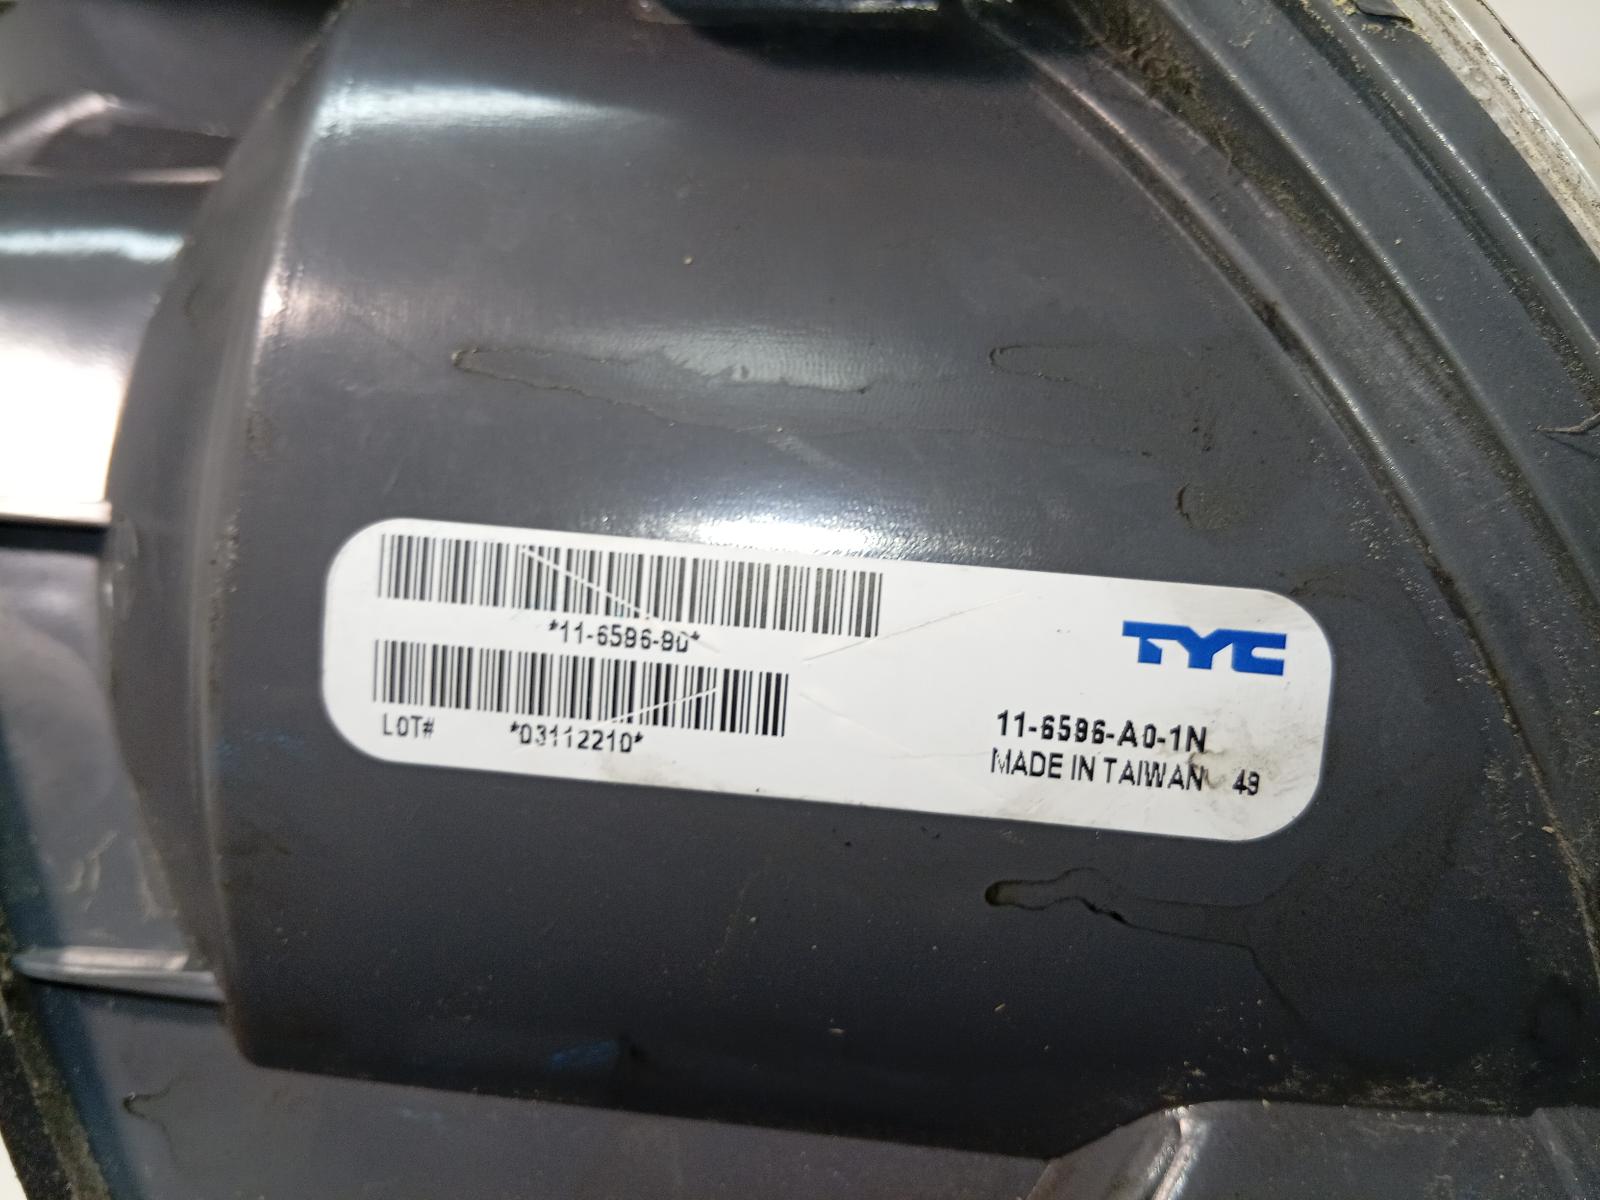 *11-6596-90*
LOT# *03112210*
TYC
11-6596-A0-1N
MADE IN TAIWAN 49